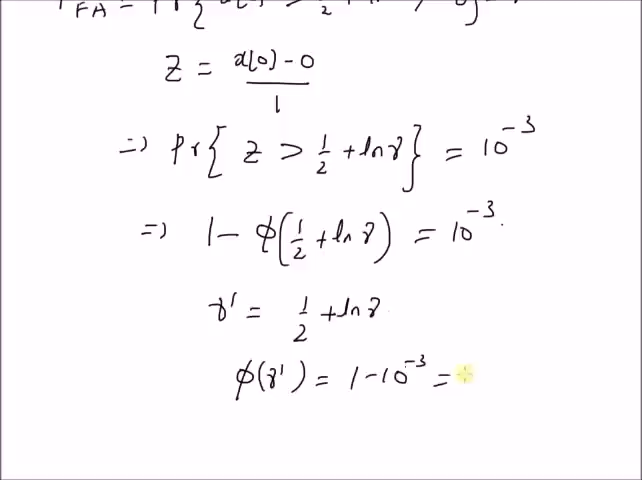 Z = x[0] - 0 / 1
=> Pr{ Z > 1/2 + ln γ } = 10^-3
=> 1 - φ(1/2 + ln γ) = 10^-3.
γ' = 1/2 + ln γ
φ(γ') = 1 - 10^-3 =